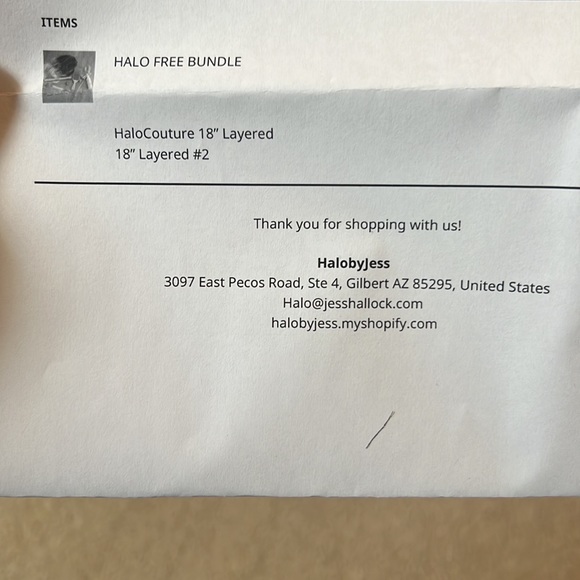 ITEMS
HALO FREE BUNDLE
HaloCouture 18” Layered
18” Layered #2
Thank you for shopping with us!
HalobyJess
3097 East Pecos Road, Ste 4, Gilbert AZ 85295, United States
Halo@jesshallock.com
halobyjess.myshopify.com